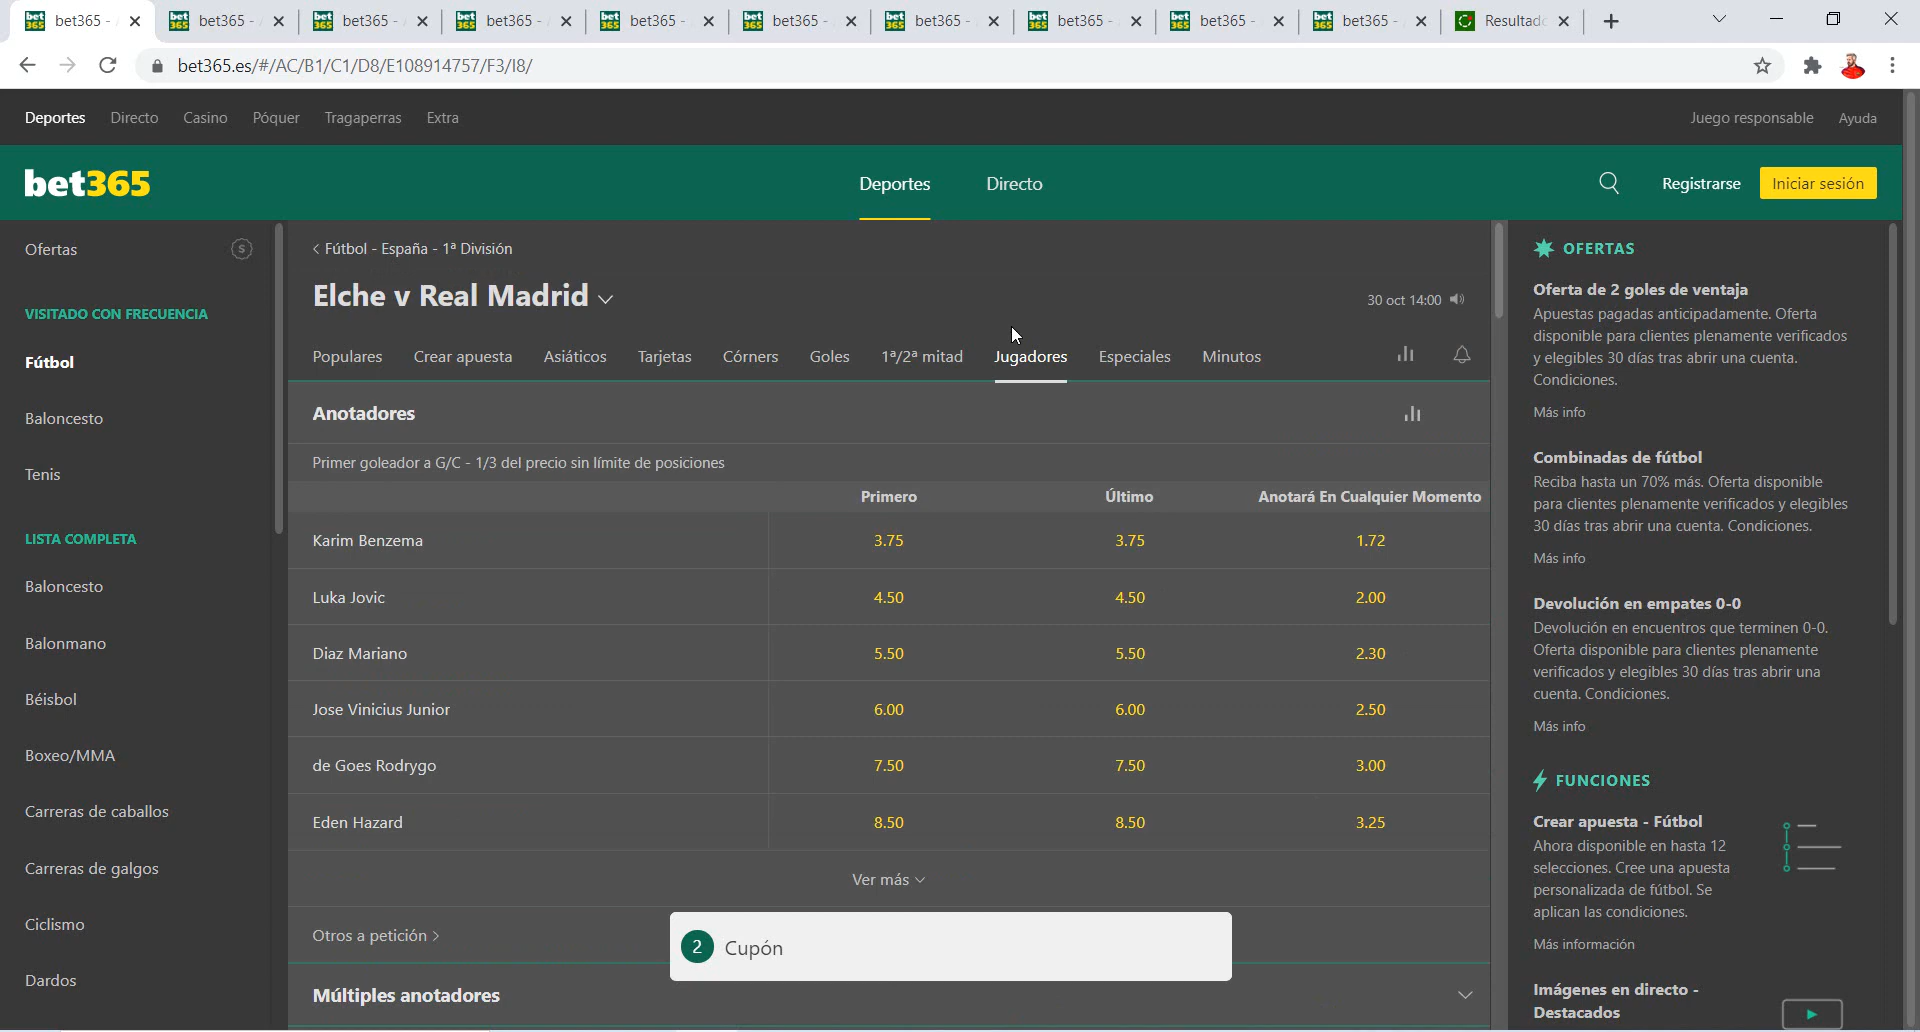 bet365 -
bet365 -
bet365 -
bet365 -
bet365 -
bet365 -
bet365 -
bet365 -
bet365 -
bet365 -
Resultad
bet365.es/#/AC/B1/C1/D8/E108914757/F3/I8/
Deportes Directo Casino Póquer Tragaperras Extra
Juego responsable Ayuda
bet365
Deportes Directo
Registrarse Iniciar sesión
Ofertas
VISITADO CON FRECUENCIA
Fútbol
Baloncesto
Tenis
LISTA COMPLETA
Baloncesto
Balonmano
Béisbol
Boxeo/MMA
Carreras de caballos
Carreras de galgos
Ciclismo
Dardos
< Fútbol - España - 1ª División
Elche v Real Madrid
30 oct 14:00
Populares Crear apuesta Asiáticos Tarjetas Córners Goles 1ª/2ª mitad Jugadores Especiales Minutos
Anotadores
Primer goleador a G/C - 1/3 del precio sin límite de posiciones
Primero Último Anotará En Cualquier Momento
Karim Benzema 3.75 3.75 1.72
Luka Jovic 4.50 4.50 2.00
Diaz Mariano 5.50 5.50 2.30
Jose Vinicius Junior 6.00 6.00 2.50
de Goes Rodrygo 7.50 7.50 3.00
Eden Hazard 8.50 8.50 3.25
Ver más
Otros a petición >
2 Cupón
Múltiples anotadores
OFERTAS
Oferta de 2 goles de ventaja
Apuestas pagadas anticipadamente. Oferta
disponible para clientes plenamente verificados
y elegibles 30 días tras abrir una cuenta.
Condiciones.
Más info
Combinadas de fútbol
Reciba hasta un 70% más. Oferta disponible
para clientes plenamente verificados y elegibles
30 días tras abrir una cuenta. Condiciones.
Más info
Devolución en empates 0-0
Devolución en encuentros que terminen 0-0.
Oferta disponible para clientes plenamente
verificados y elegibles 30 días tras abrir una
cuenta. Condiciones.
Más info
FUNCIONES
Crear apuesta - Fútbol
Ahora disponible en hasta 12
selecciones. Cree una apuesta
personalizada de fútbol. Se
aplican las condiciones.
Más información
Imágenes en directo -
Destacados